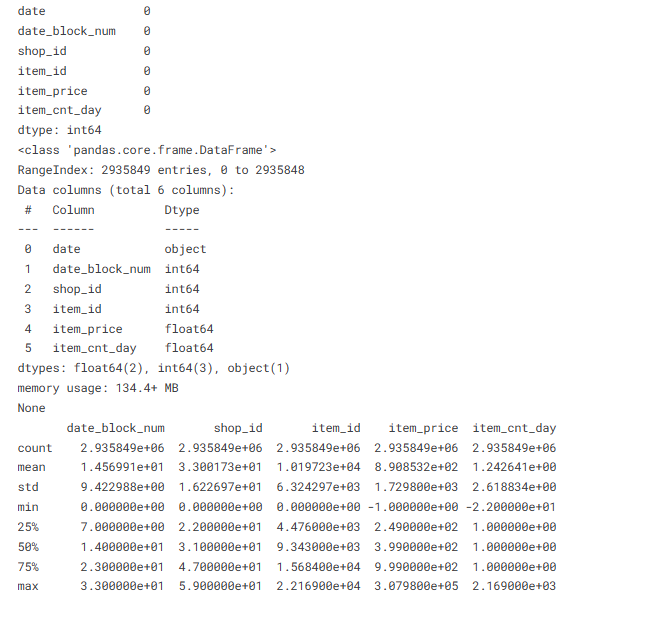 date 0
date_block_num 0
shop_id 0
item_id 0
item_price 0
item_cnt_day 0
dtype: int64
<class 'pandas.core.frame.DataFrame'>
RangeIndex: 2935849 entries, 0 to 2935848
Data columns (total 6 columns):
# Column Dtype
--- ------ -----
0 date object
1 date_block_num int64
2 shop_id int64
3 item_id int64
4 item_price float64
5 item_cnt_day float64
dtypes: float64(2), int64(3), object(1)
memory usage: 134.4+ MB
None
date_block_num shop_id item_id item_price item_cnt_day
count 2.935849e+06 2.935849e+06 2.935849e+06 2.935849e+06 2.935849e+06
mean 1.456991e+01 3.300173e+01 1.019723e+04 8.908532e+02 1.242641e+00
std 9.422988e+00 1.622697e+01 6.324297e+03 1.729800e+03 2.618834e+00
min 0.000000e+00 0.000000e+00 0.000000e+00 -1.000000e+00 -2.200000e+01
25% 7.000000e+00 2.200000e+01 4.476000e+03 2.490000e+02 1.000000e+00
50% 1.400000e+01 3.100000e+01 9.343000e+03 3.990000e+02 1.000000e+00
75% 2.300000e+01 4.700000e+01 1.568400e+04 9.990000e+02 1.000000e+00
max 3.300000e+01 5.900000e+01 2.216900e+04 3.079800e+05 2.169000e+03